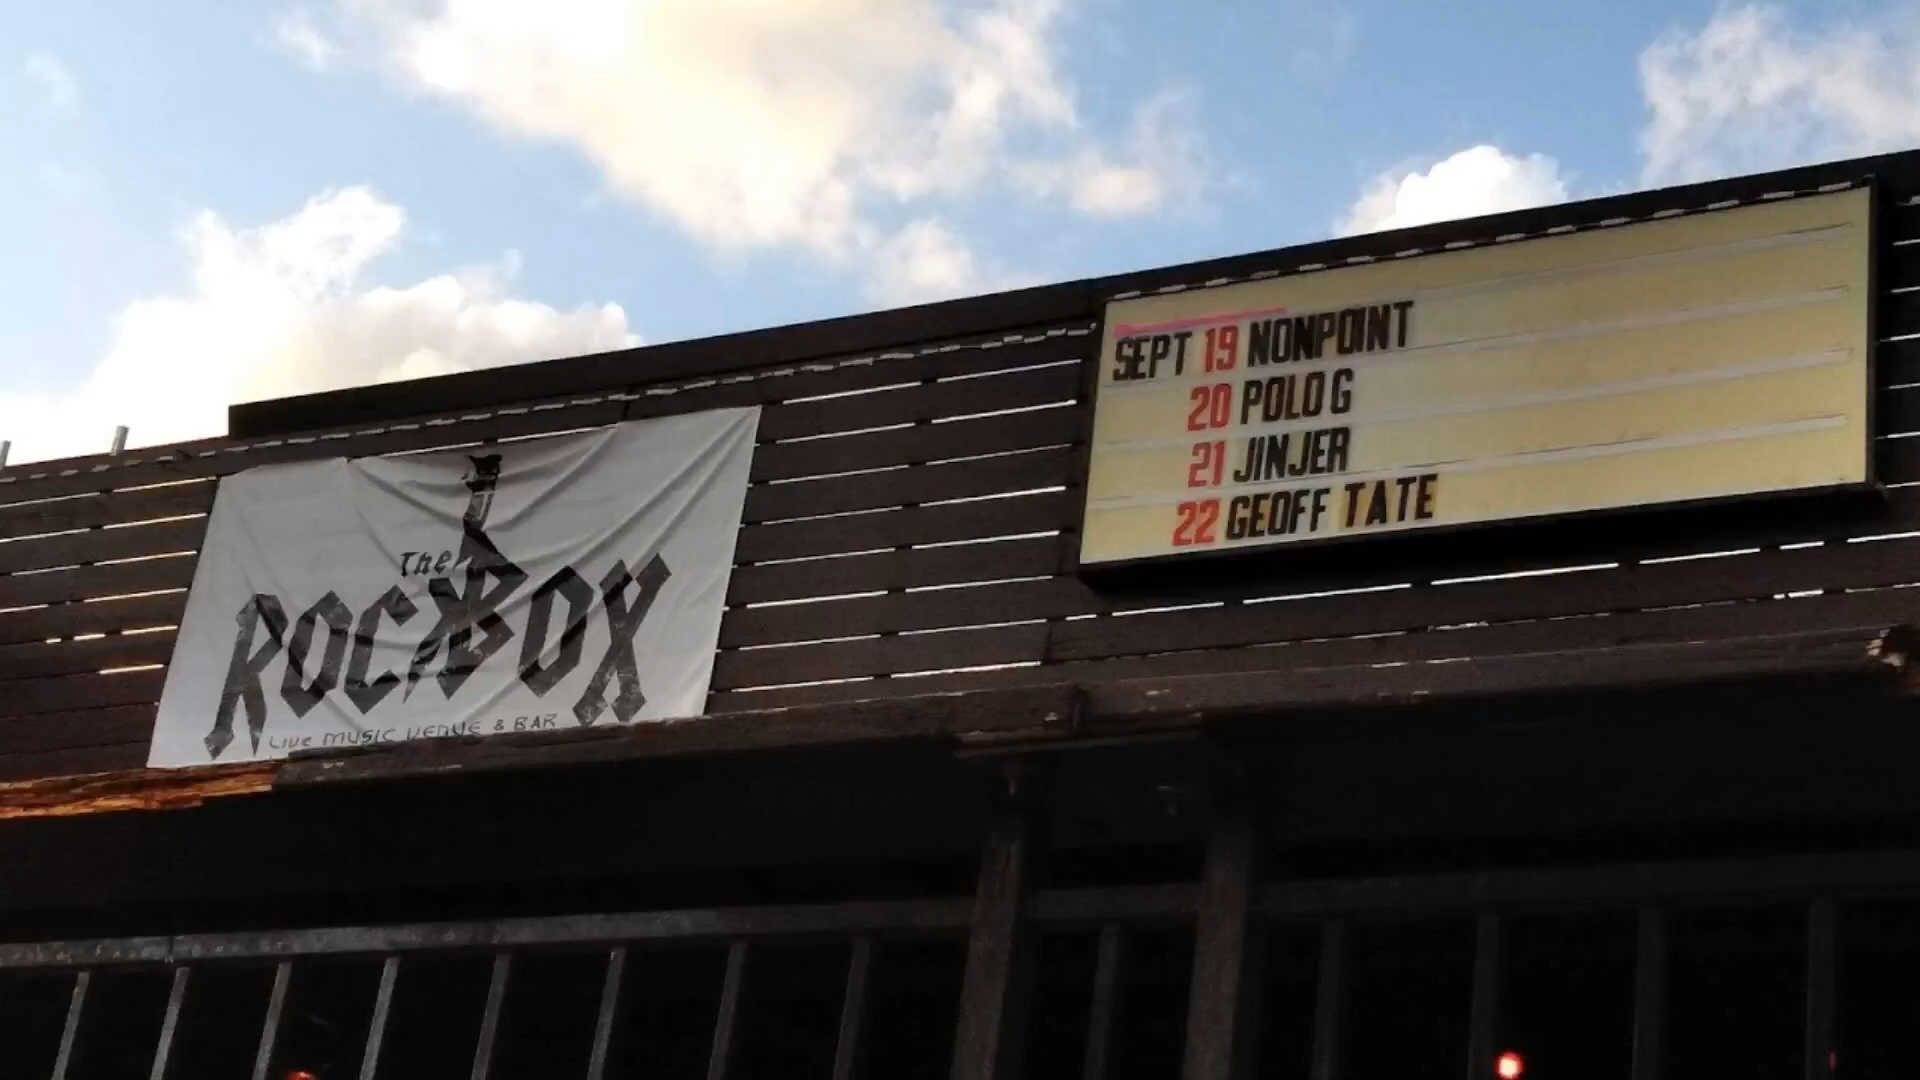 The
ROCKBOX
Live MUSIC VENUE & BAR
SEPT 19 NONPOINT
20 POLO G
21 JINJER
22 GEOFF TATE